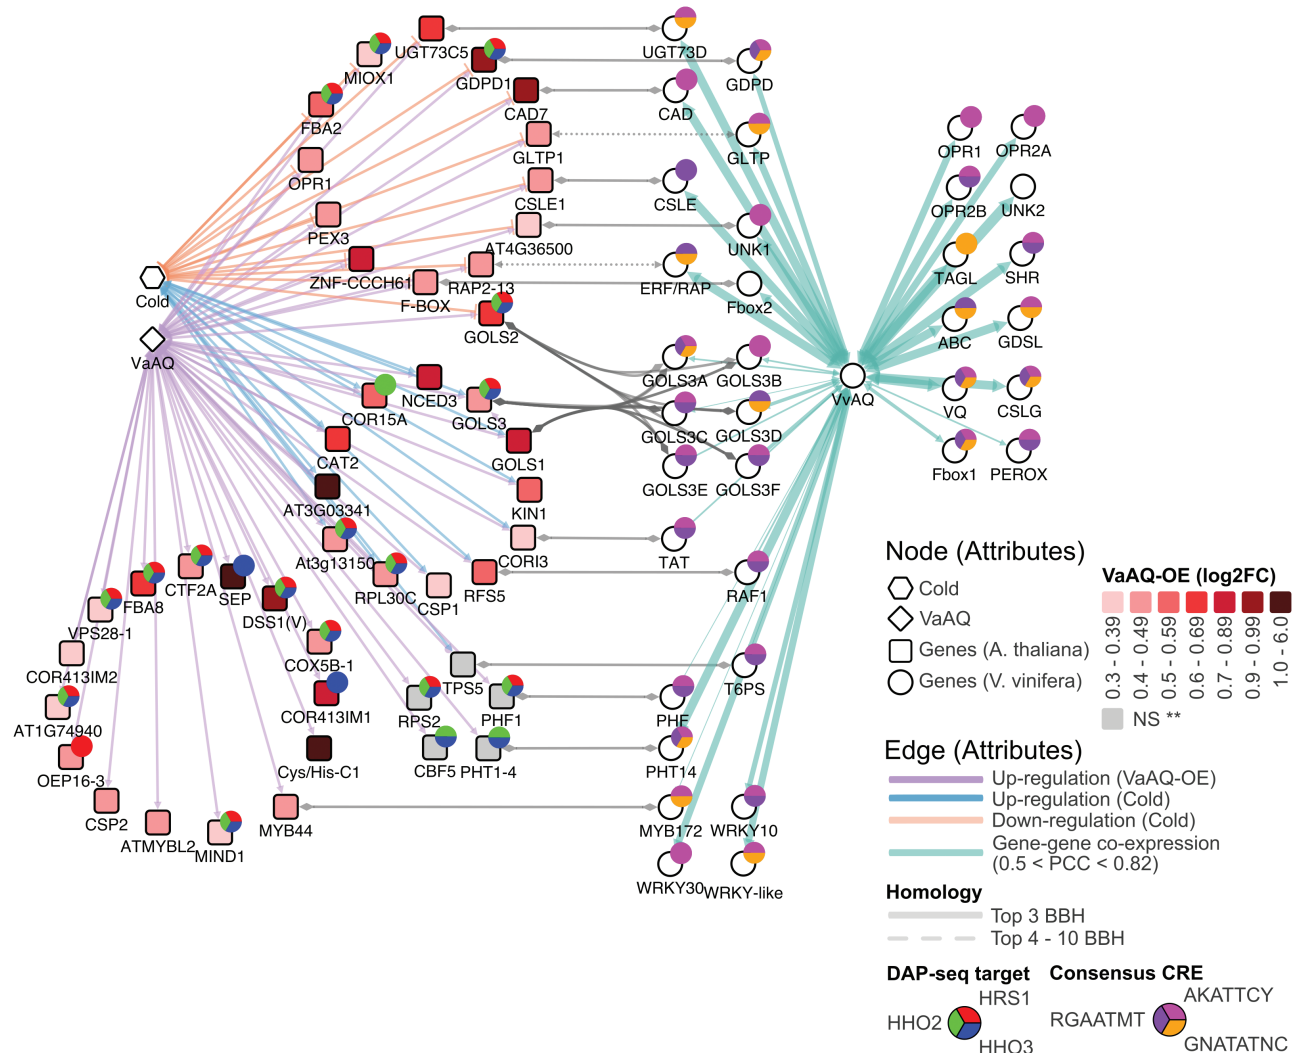 UGT73C5
UGT73D
MIOX1
GDPD1
GDPD
CAD7
CAD
FBA2
GLTP1
GLTP
OPR1
OPR2A
OPR1
CSLE1
CSLE
OPR2B
UNK2
PEX3
AT4G36500
UNK1
TAGL
SHR
ZNF-CCCH61
RAP2-13
ERF/RAP
F-BOX
Fbox2
Cold
GOLS2
ABC
GDSL
VaAQ
GOLS3A
GOLS3B
NCED3
VvAQ
COR15A
GOLS3
GOLS3C
GOLS3D
VQ
CSLG
CAT2
GOLS1
Fbox1
PEROX
GOLS3E
GOLS3F
AT3G03341
KIN1
At3g13150
CORI3
TAT
CTF2A
RPL30C
CSP1
RFS5
RAF1
FBA8
SEP
DSS1(V)
VPS28-1
COX5B-1
COR413IM2
TPS5
T6PS
COR413IM1
RPS2
PHF1
PHF
AT1G74940
OEP16-3
Cys/His-C1
CBF5
PHT1-4
PHT14
CSP2
MYB44
MYB172
WRKY10
ATMYBL2
MIND1
WRKY30
WRKY-like
Node (Attributes)
Cold
VaAQ
Genes (A. thaliana)
Genes (V. vinifera)
VaAQ-OE (log2FC)
0.3 - 0.39
0.4 - 0.49
0.5 - 0.59
0.6 - 0.69
0.7 - 0.89
0.9 - 0.99
1.0 - 6.0
NS **
Edge (Attributes)
Up-regulation (VaAQ-OE)
Up-regulation (Cold)
Down-regulation (Cold)
Gene-gene co-expression
(0.5 < PCC < 0.82)
Homology
Top 3 BBH
Top 4 - 10 BBH
DAP-seq target
HRS1
HHO2
HHO3
Consensus CRE
AKATTCY
RGAATMT
GNATATNC